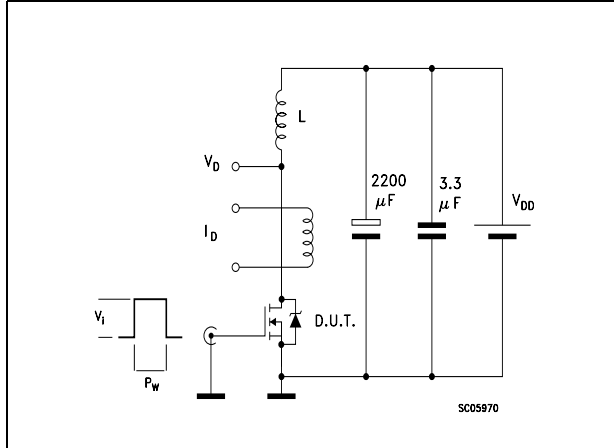 L
V_D
2200
μF
3.3
μF
V_DD
I_D
V_i
D.U.T.
P_W
SC05970